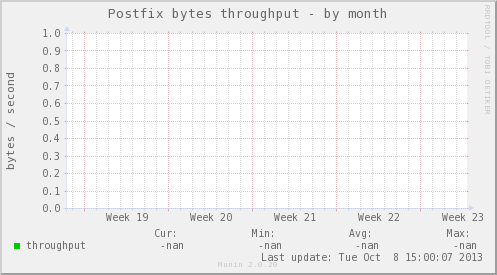 Postfix bytes throughput - by month
RRDTOOL / TOBI OETIKER
bytes / second
1.0
0.9
0.8
0.7
0.6
0.5
0.4
0.3
0.2
0.1
0.0
Week 19 Week 20 Week 21 Week 22 Week 23
Cur: Min: Avg: Max:
throughput -nan -nan -nan -nan
Last update: Tue Oct 8 15:00:07 2013
Munin 2.0.20